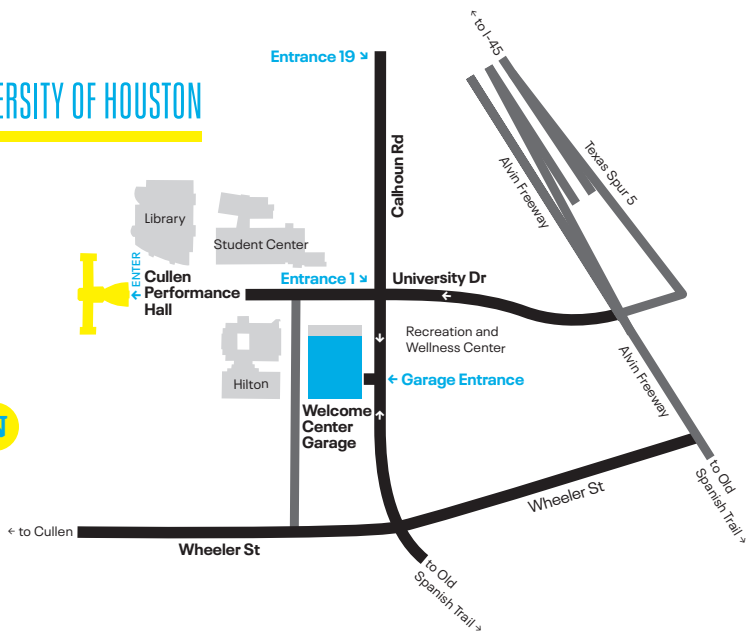 ← to I-45
Entrance 19 ↘
ERSITY OF HOUSTON
Calhoun Rd
Texas Spur 5
Alvin Freeway
Library
Student Center
← ENTER
Cullen
Performance
Hall
Entrance 1 ↘
University Dr
←
Recreation and
Wellness Center
Alvin Freeway
Hilton
← Garage Entrance
Welcome
Center
Garage
to Old
Spanish Trail →
Wheeler St
← to Cullen
Wheeler St
to Old
Spanish Trail →